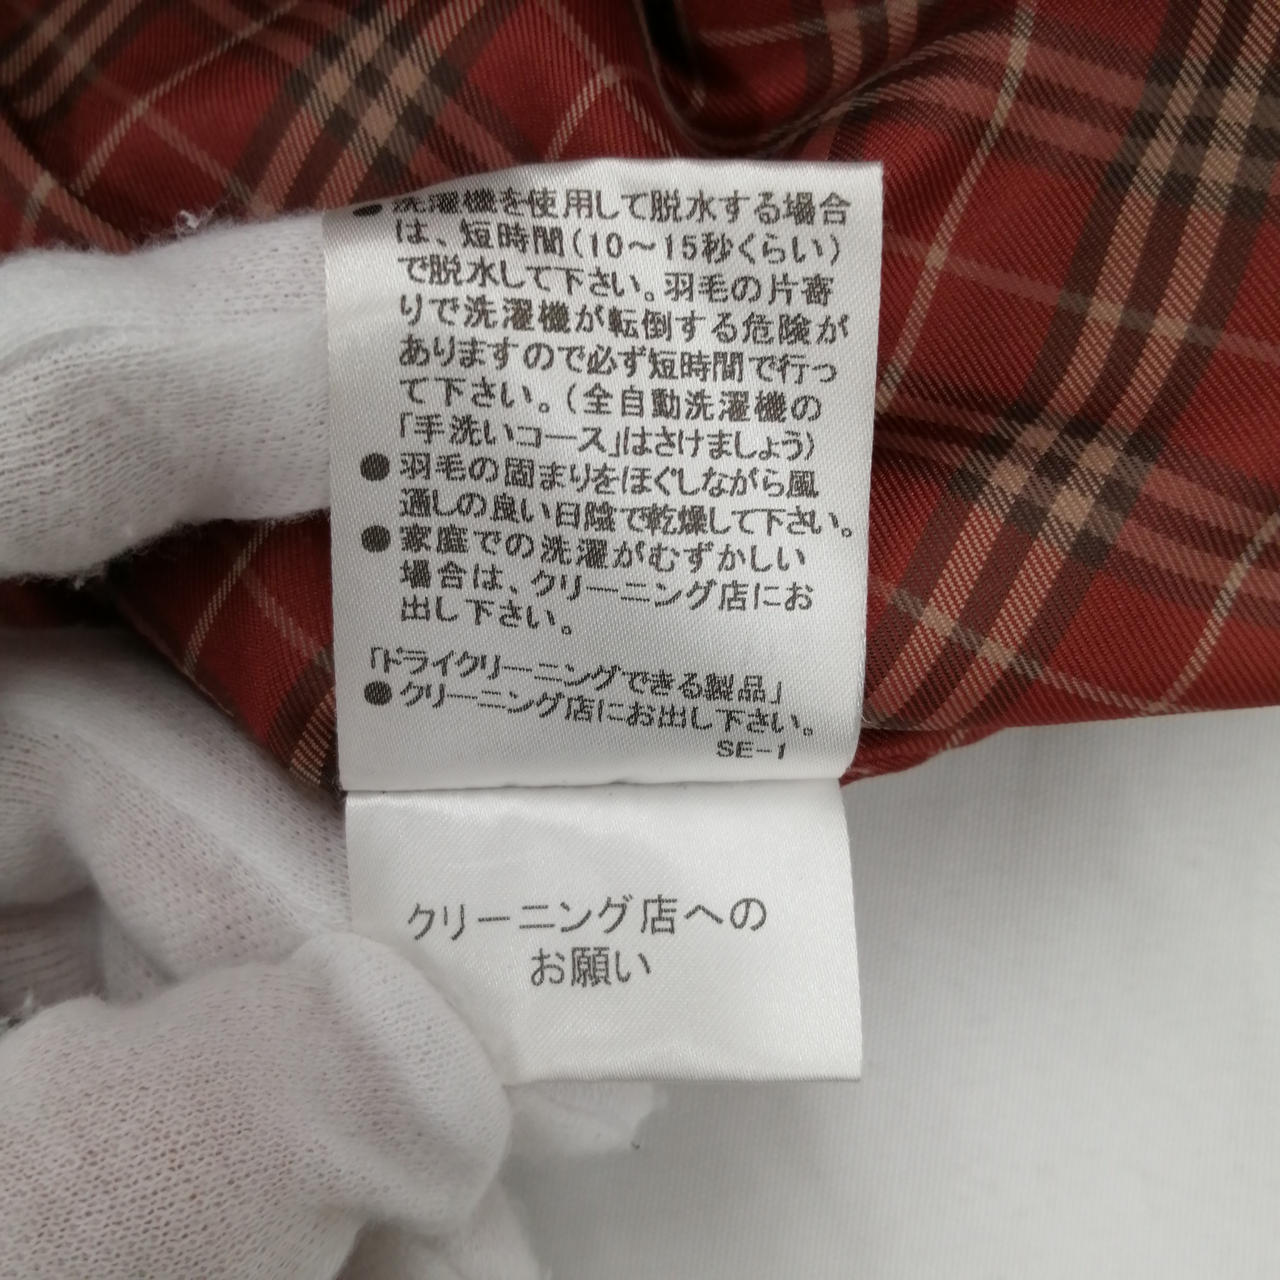 ●洗濯機を使用して脱水する場合
は、短時間(10～15秒くらい)
で脱水して下さい。羽毛の片寄
りで洗濯機が転倒する危険が
ありますので必ず短時間で行っ
て下さい。(全自動洗濯機の
「手洗いコース」はさけましょう)
●羽毛の固まりをほぐしながら風
通しの良い日陰で乾燥して下さい。
●家庭での洗濯がむずかしい
場合は、クリーニング店にお
出し下さい。
「ドライクリーニングできる製品」
●クリーニング店にお出し下さい。
SE-1
クリーニング店への
お願い